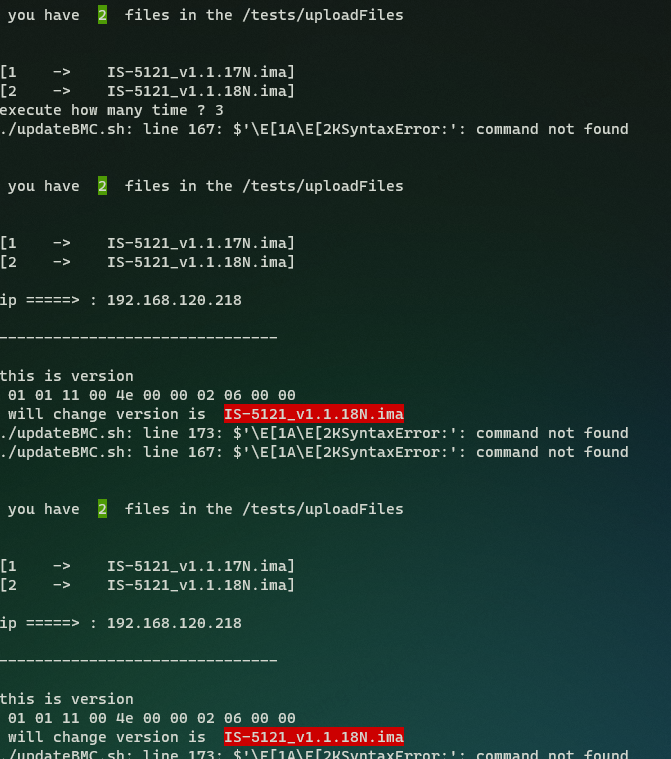 you have 2 files in the /tests/uploadFiles
[1 -> IS-5121_v1.1.17N.ima]
[2 -> IS-5121_v1.1.18N.ima]
execute how many time ? 3
./updateBMC.sh: line 167: $'\E[1A\E[2KSyntaxError:': command not found
you have 2 files in the /tests/uploadFiles
[1 -> IS-5121_v1.1.17N.ima]
[2 -> IS-5121_v1.1.18N.ima]
ip =====> : 192.168.120.218
-------------------------------
this is version
01 01 11 00 4e 00 00 02 06 00 00
will change version is IS-5121_v1.1.18N.ima
./updateBMC.sh: line 173: $'\E[1A\E[2KSyntaxError:': command not found
./updateBMC.sh: line 167: $'\E[1A\E[2KSyntaxError:': command not found
you have 2 files in the /tests/uploadFiles
[1 -> IS-5121_v1.1.17N.ima]
[2 -> IS-5121_v1.1.18N.ima]
ip =====> : 192.168.120.218
-------------------------------
this is version
01 01 11 00 4e 00 00 02 06 00 00
will change version is IS-5121_v1.1.18N.ima
./updateBMC.sh: line 173: $'\E[1A\E[2KSyntaxError:': command not found